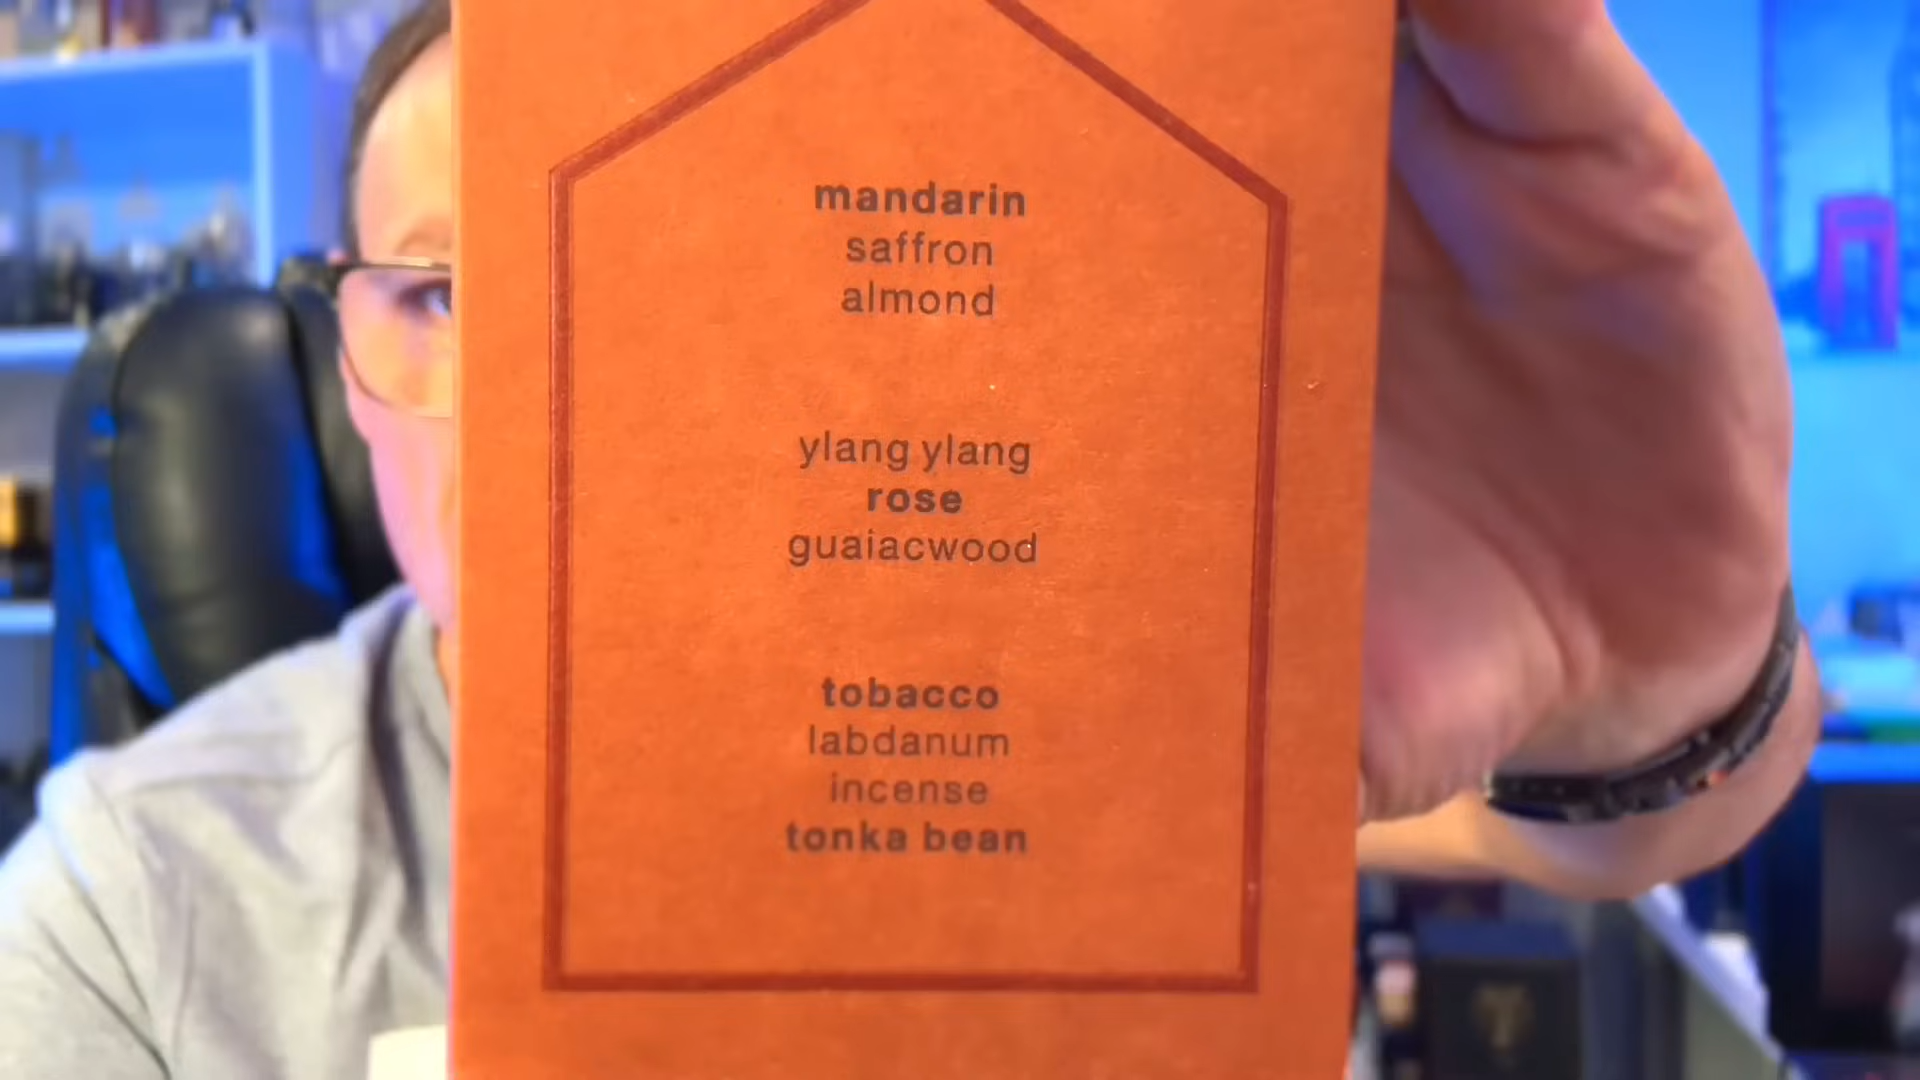 mandarin
saffron
almond
ylang ylang
rose
guaiacwood
tobacco
labdanum
incense
tonka bean